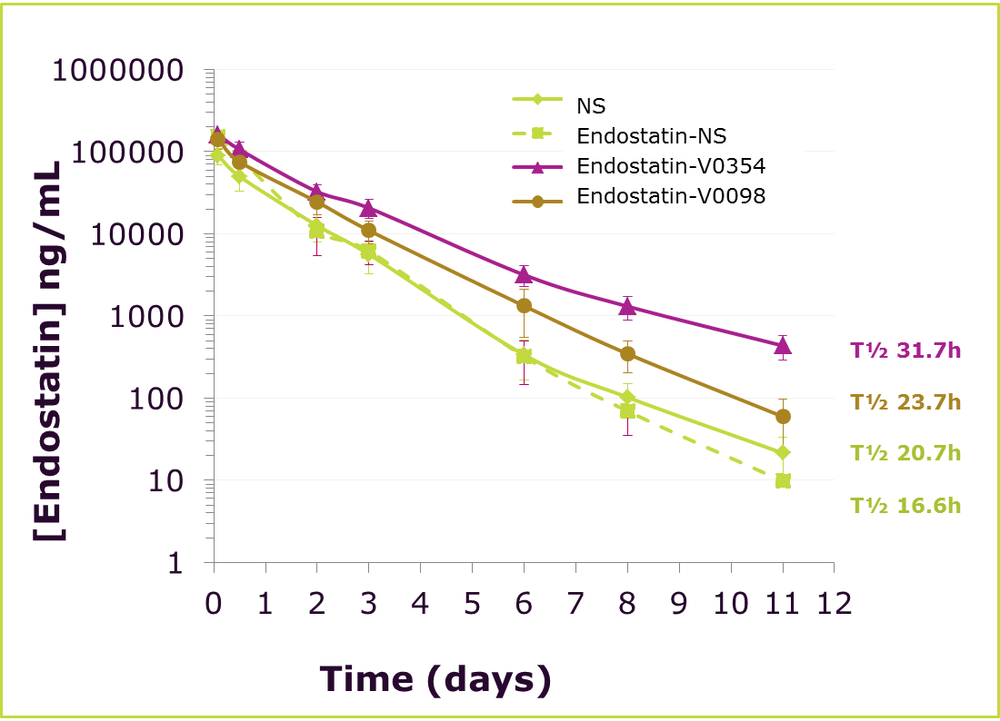 1000000
100000
10000
1000
100
10
1
[Endostatin] ng/mL
NS
Endostatin-NS
Endostatin-V0354
Endostatin-V0098
T½ 31.7h
T½ 23.7h
T½ 20.7h
T½ 16.6h
0 1 2 3 4 5 6 7 8 9 10 11 12
Time (days)